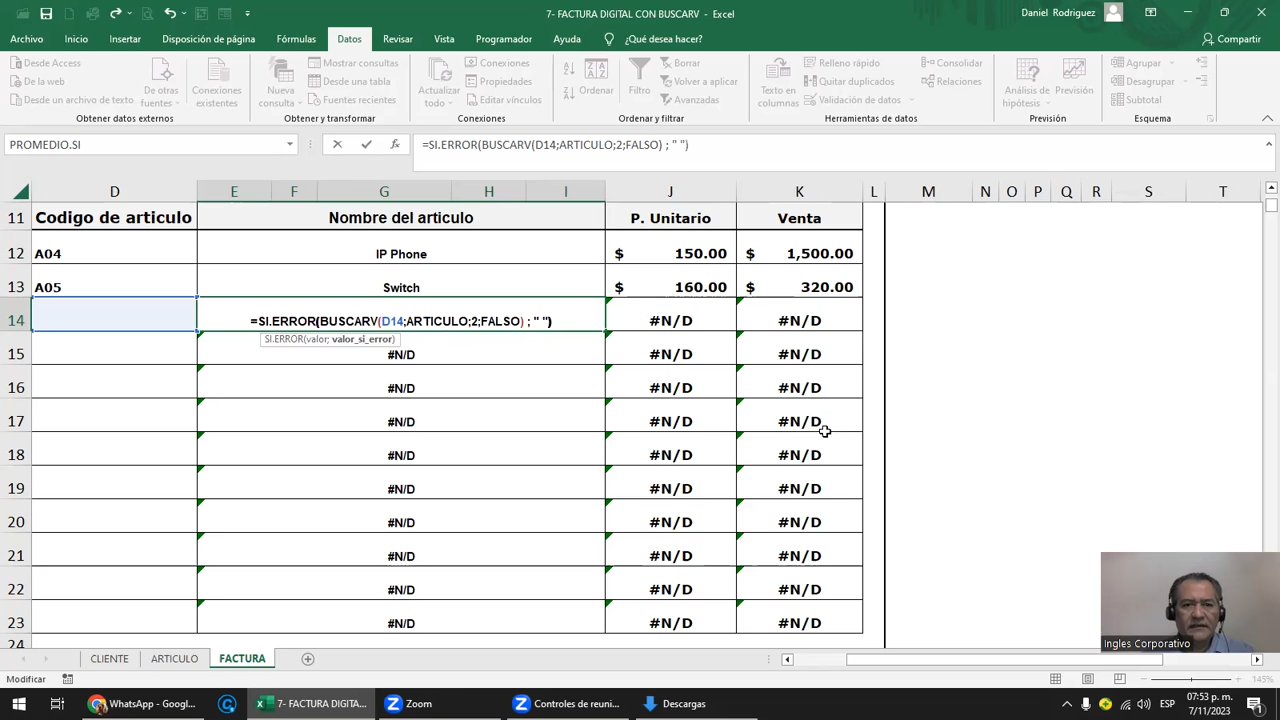 7- FACTURA DIGITAL CON BUSCARV - Excel
Daniel Rodriguez
Archivo Inicio Insertar Disposición de página Fórmulas Datos Revisar Vista Programador Ayuda ¿Qué desea hacer? Compartir
Desde Access
De la web
Desde un archivo de texto
De otras fuentes
Conexiones existentes
Obtener datos externos
Nueva consulta
Mostrar consultas
Desde una tabla
Fuentes recientes
Obtener y transformar
Actualizar todo
Conexiones
Propiedades
Editar vínculos
Conexiones
Ordenar
Filtro
Borrar
Volver a aplicar
Avanzadas
Ordenar y filtrar
Texto en columnas
Relleno rápido
Quitar duplicados
Validación de datos
Consolidar
Relaciones
Herramientas de datos
Análisis de hipótesis
Previsión
Previsión
Agrupar
Desagrupar
Subtotal
Esquema
PROMEDIO.SI
fx
=SI.ERROR(BUSCARV(D14;ARTICULO;2;FALSO) ; " ")
D E F G H I J K L M N O P Q R S T
11 Codigo de articulo Nombre del articulo P. Unitario Venta
12 A04 IP Phone $ 150.00 $ 1,500.00
13 A05 Switch $ 160.00 $ 320.00
14 =SI.ERROR(BUSCARV(D14;ARTICULO;2;FALSO) ; " ") #N/D #N/D
SI.ERROR(valor; valor_si_error)
15 #N/D #N/D #N/D
16 #N/D #N/D #N/D
17 #N/D #N/D #N/D
18 #N/D #N/D #N/D
19 #N/D #N/D #N/D
20 #N/D #N/D #N/D
21 #N/D #N/D #N/D
22 #N/D #N/D #N/D
23 #N/D #N/D #N/D
24
Ingles Corporativo
CLIENTE ARTICULO FACTURA
Modificar
145%
WhatsApp - Googl...
7- FACTURA DIGITA...
Zoom
Controles de reuni...
Descargas
ESP
07:53 p. m.
7/11/2023
1